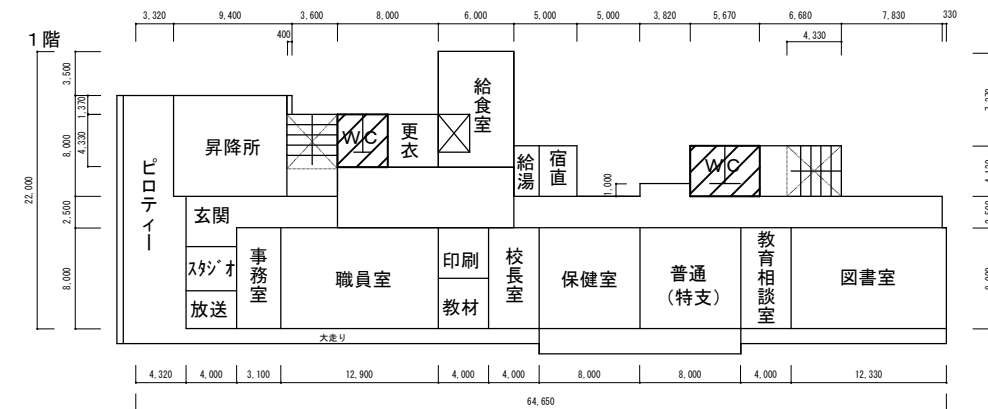 3,320 9,400 3,600 8,000 6,000 5,000 5,000 3,820 5,670 6,680 7,830 330
400
4,330
1階
3,500
1,370
4,330
8,000
22,000
2,500
8,000
昇降所
WC
更衣
給食室
給湯
宿直
1,000
WC
ピロティー
玄関
スタジオ
放送
事務室
職員室
印刷
教材
校長室
保健室
普通
(特支)
教育相談室
図書室
犬走り
4,320 4,000 3,100 12,900 4,000 4,000 8,000 8,000 4,000 12,330
64,650